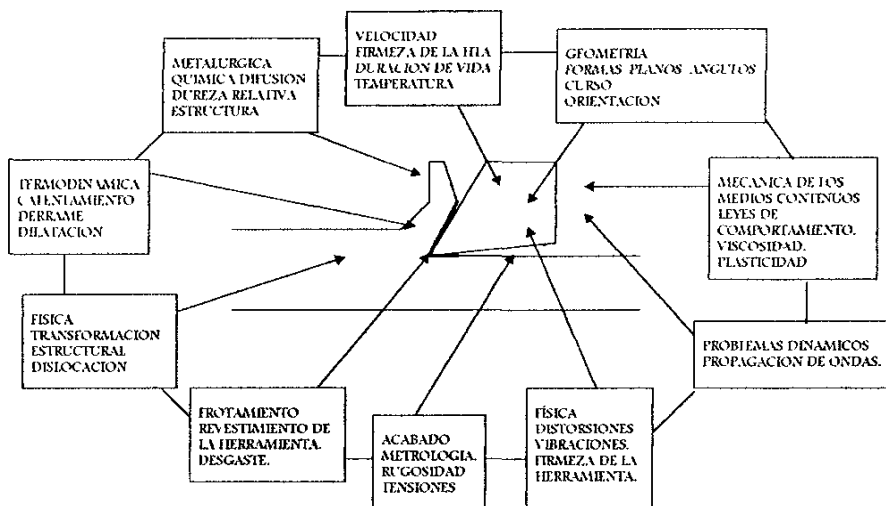 VELOCIDAD
FIRMEZA DE LA HTA
DURACION DE VIDA
TEMPERATURA
GEOMETRIA
FORMAS PLANOS ANGULOS
CURSO
ORIENTACION
METALURGICA
QUIMICA DIFUSION
DUREZA RELATIVA
ESTRUCTURA
TERMODINAMICA
CALENTAMIENTO
DERRAME
DILATACION
MECANICA DE LOS
MEDIOS CONTINUOS
LEYES DE
COMPORTAMIENTO.
VISCOSIDAD.
PLASTICIDAD
FISICA
TRANSFORMACION
ESTRUCTURAL
DISLOCACION
PROBLEMAS DINAMICOS
PROPAGACION DE ONDAS.
FROTAMIENTO
REVESTIMIENTO DE
LA HERRAMIENTA.
DESGASTE.
ACABADO
METROLOGIA.
RUGOSIDAD
TENSIONES
FÍSICA
DISTORSIONES
VIBRACIONES.
FIRMEZA DE LA
HERRAMIENTA.